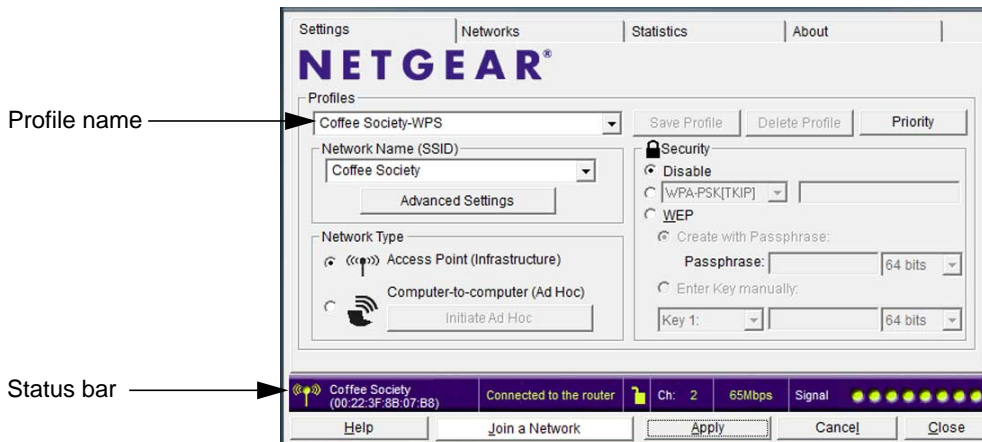 Settings Networks Statistics About
NETGEAR®
Profiles
Profile name
Coffee Society-WPS
Save Profile Delete Profile Priority
Network Name (SSID)
Coffee Society
Advanced Settings
Network Type
Access Point (Infrastructure)
Computer-to-computer (Ad Hoc)
Initiate Ad Hoc
Security
Disable
WPA-PSK[TKIP]
WEP
Create with Passphrase:
Passphrase: 64 bits
Enter Key manually:
Key 1: 64 bits
Status bar
Coffee Society
(00:22:3F:8B:07:B8)
Connected to the router
Ch: 2
65Mbps
Signal
Help Join a Network Apply Cancel Close